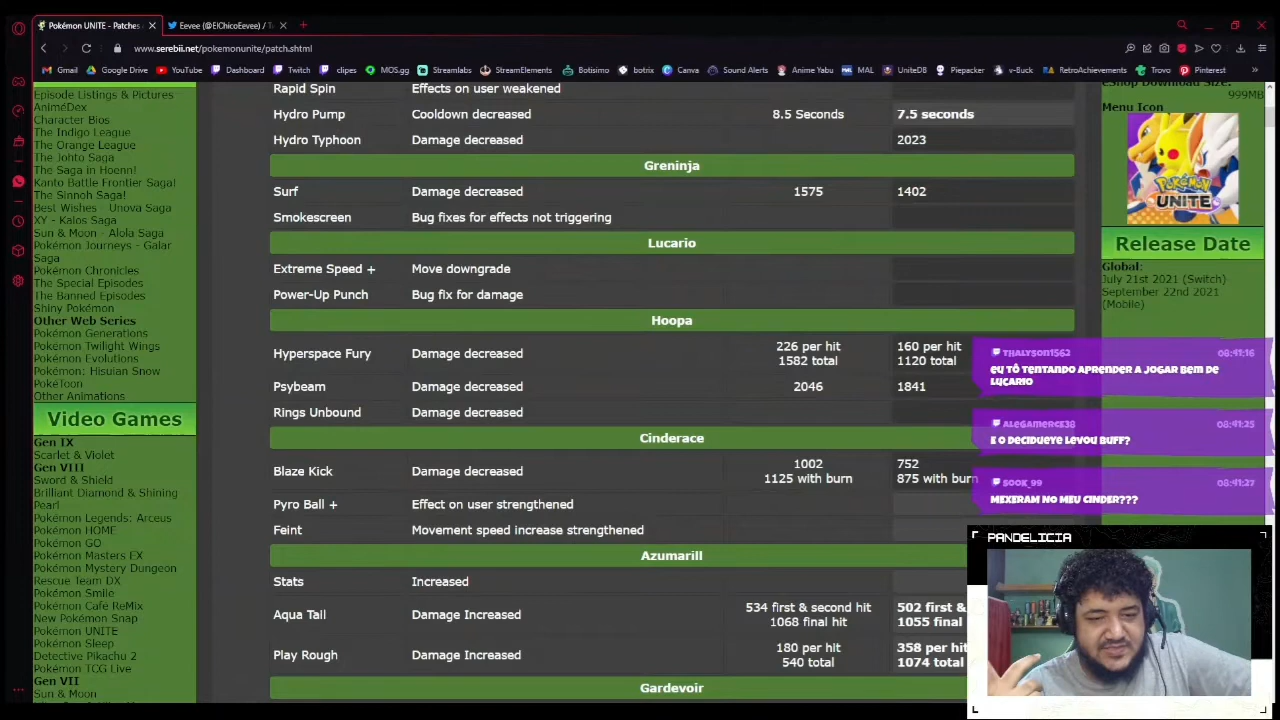 Pokémon UNITE - Patches
Eevee (@ElChicoEevee) / T
www.serebii.net/pokemonunite/patch.shtml
Gmail
Google Drive
YouTube
Dashboard
Twitch
clipes
MOS.gg
Streamlabs
StreamElements
Botisimo
botrix
Canva
Sound Alerts
Anime Yabu
MAL
UniteDB
Piepacker
v-Buck
RetroAchievements
Trovo
Pinterest
Episode Listings & Pictures
AniméDex
Character Bios
The Indigo League
The Orange League
The Johto Saga
The Saga in Hoenn!
Kanto Battle Frontier Saga!
The Sinnoh Saga!
Best Wishes - Unova Saga
XY - Kalos Saga
Sun & Moon - Alola Saga
Pokémon Journeys - Galar
Saga
Pokémon Chronicles
The Special Episodes
The Banned Episodes
Shiny Pokémon
Other Web Series
Pokémon Generations
Pokémon Twilight Wings
Pokémon Evolutions
Pokémon: Hisuian Snow
PokéToon
Other Animations
Video Games
Gen IX
Scarlet & Violet
Gen VIII
Sword & Shield
Brilliant Diamond & Shining
Pearl
Pokémon Legends: Arceus
Pokémon HOME
Pokémon GO
Pokémon Masters EX
Pokémon Mystery Dungeon
Rescue Team DX
Pokémon Smile
Pokémon Café ReMix
New Pokémon Snap
Pokémon UNITE
Pokémon Sleep
Detective Pikachu 2
Pokémon TCG Live
Gen VII
Sun & Moon
Rapid Spin Effects on user weakened
Hydro Pump Cooldown decreased 8.5 Seconds 7.5 seconds
Hydro Typhoon Damage decreased 2023
Greninja
Surf Damage decreased 1575 1402
Smokescreen Bug fixes for effects not triggering
Lucario
Extreme Speed + Move downgrade
Power-Up Punch Bug fix for damage
Hoopa
Hyperspace Fury Damage decreased 226 per hit 160 per hit
1582 total 1120 total
Psybeam Damage decreased 2046 1841
Rings Unbound Damage decreased
Cinderace
Blaze Kick Damage decreased 1002 752
1125 with burn 875 with burn
Pyro Ball + Effect on user strengthened
Feint Movement speed increase strengthened
Azumarill
Stats Increased
Aqua Tail Damage Increased 534 first & second hit 502 first &
1068 final hit 1055 final
Play Rough Damage Increased 180 per hit 358 per hi
540 total 1074 total
Gardevoir
eShop Download Size:
999MB
Menu Icon
POKÉMON
UNITE
Release Date
Global:
July 21st 2021 (Switch)
September 22nd 2021
(Mobile)
THALYSON1562 08:41:16
EU TÔ TENTANDO APRENDER A JOGAR BEM DE
LUCARIO
ALEGAMERCE38 08:41:25
E O DECIDUEYE LEVOU BUFF?
SOOK_99 08:41:27
MEXERAM NO MEU CINDER???
PANDELICIA